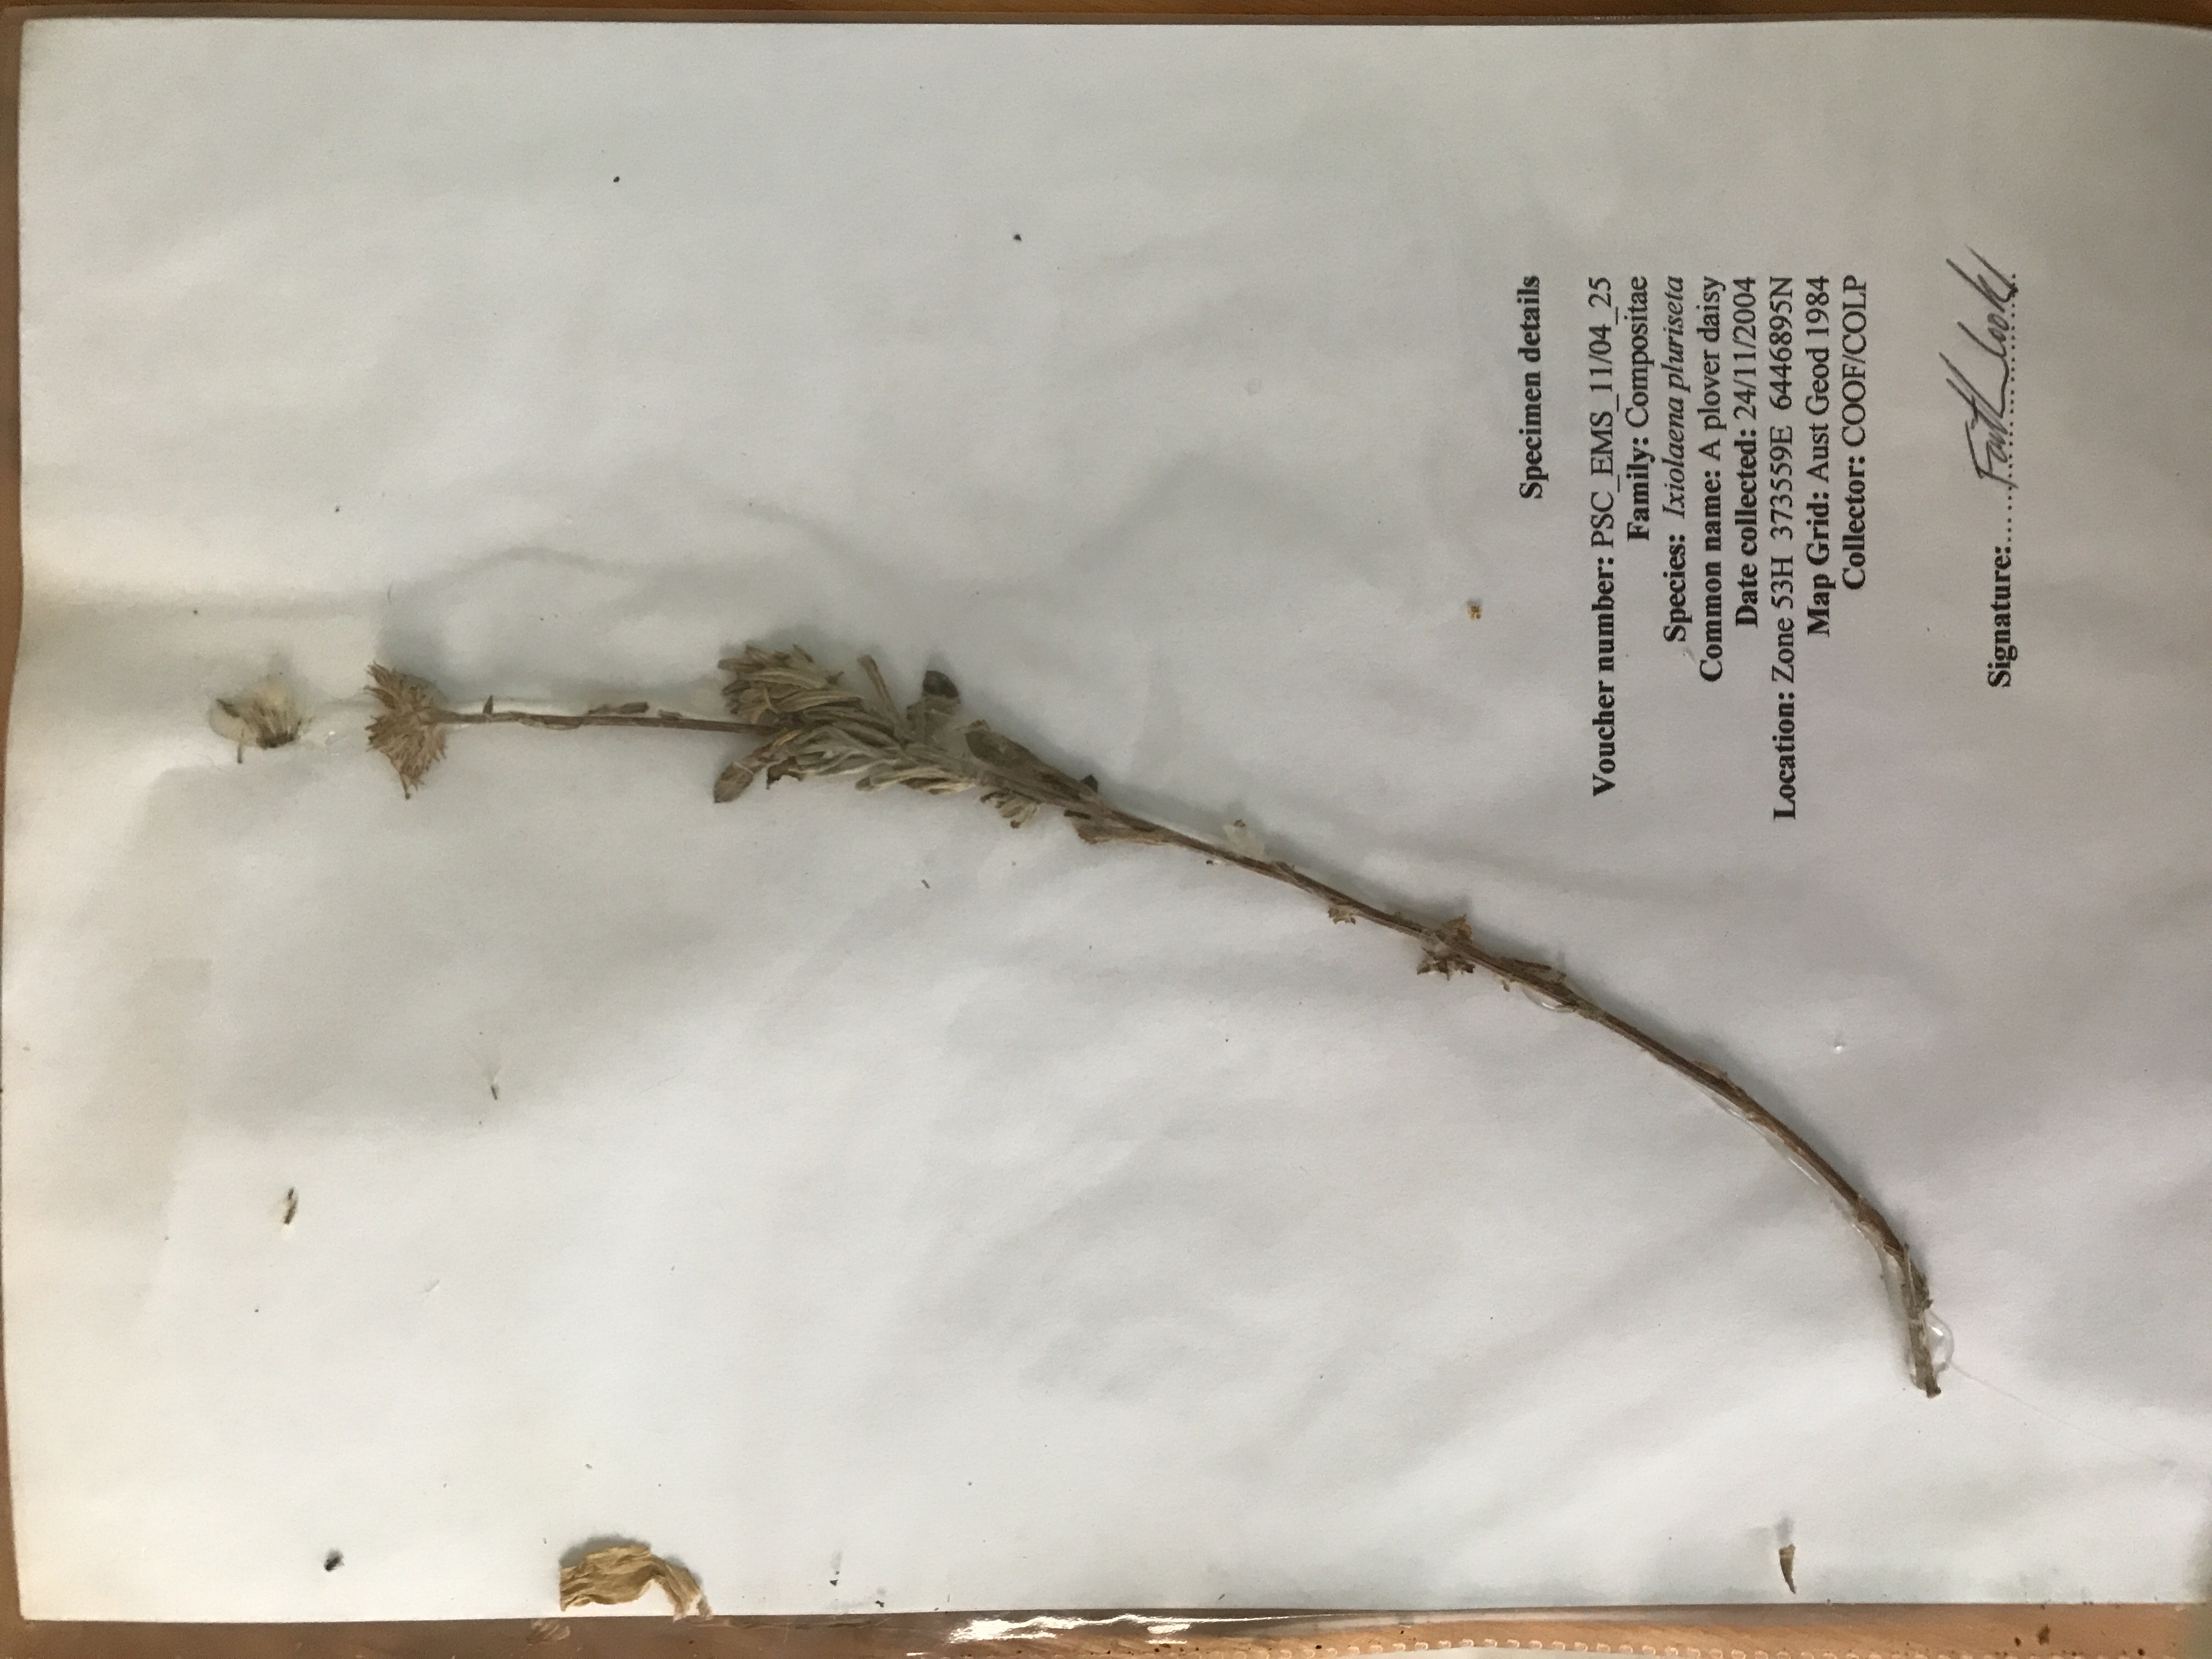 Specimen details
Voucher number: PSC_EMS_11/04_25
Family: Compositae
Species: Ixiolaena pluriseta
Common name: A plover daisy
Date collected: 24/11/2004
Location: Zone 53H 373559E 6446895N
Map Grid: Aust Geod 1984
Collector: COOF/COLP
Signature: Faith